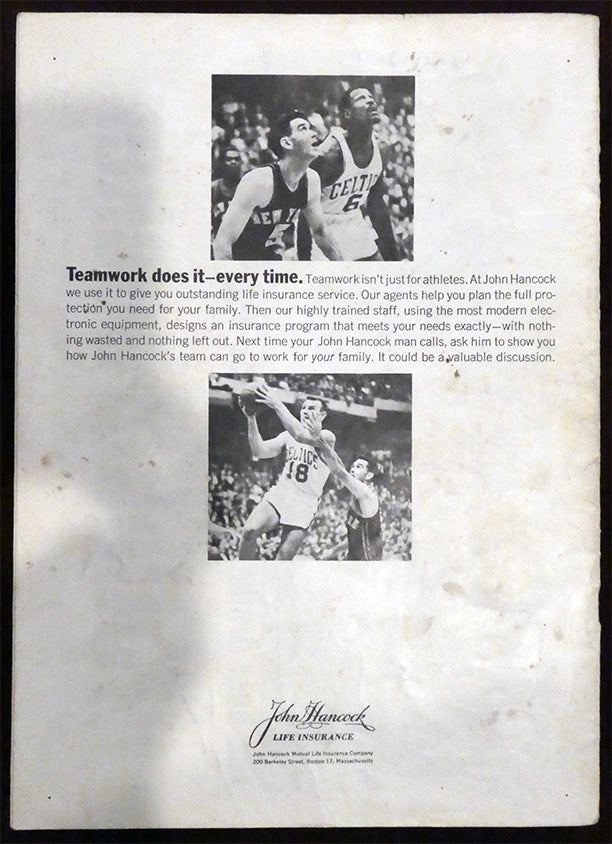 NEW Y
5
CELTI
6
Teamwork does it—every time. Teamwork isn't just for athletes. At John Hancock
we use it to give you outstanding life insurance service. Our agents help you plan the full pro-
tection you need for your family. Then our highly trained staff, using the most modern elec-
tronic equipment, designs an insurance program that meets your needs exactly—with noth-
ing wasted and nothing left out. Next time your John Hancock man calls, ask him to show you
how John Hancock's team can go to work for your family. It could be a valuable discussion.
CELTICS
18
John Hancock
LIFE INSURANCE
John Hancock Mutual Life Insurance Company
200 Berkeley Street, Boston 17, Massachusetts